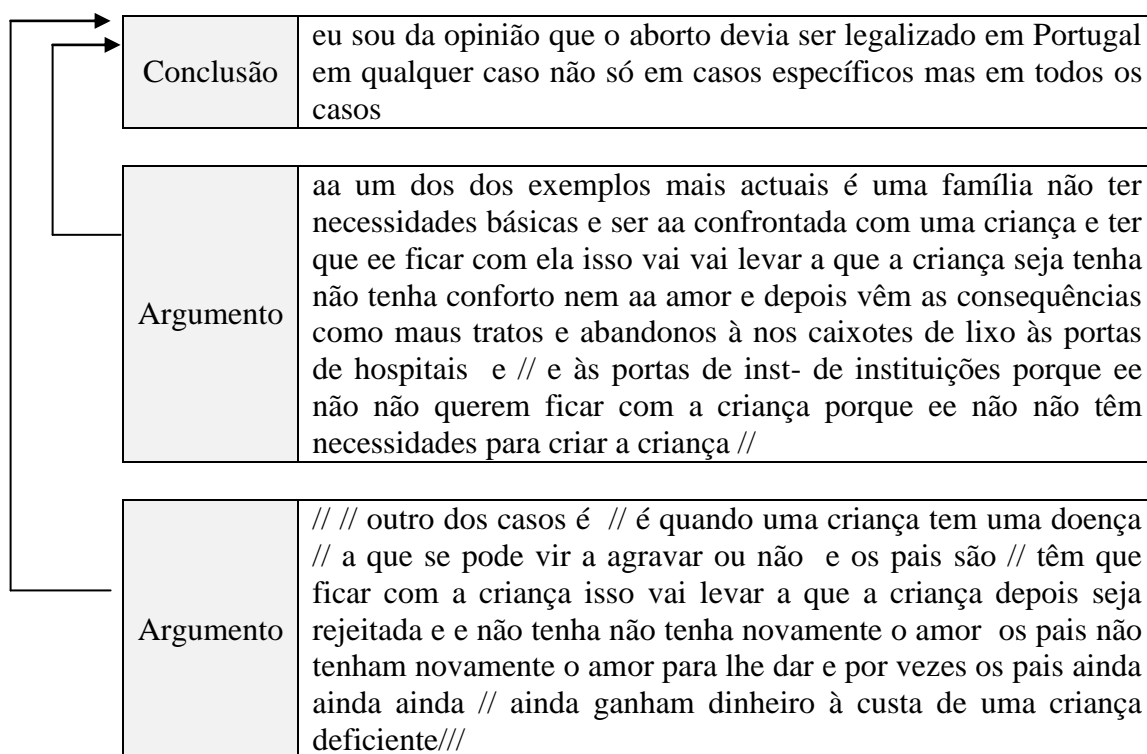 Conclusão
eu sou da opinião que o aborto devia ser legalizado em Portugal
em qualquer caso não só em casos específicos mas em todos os
casos
Argumento
aa um dos dos exemplos mais actuais é uma família não ter
necessidades básicas e ser aa confrontada com uma criança e ter
que ee ficar com ela isso vai vai levar a que a criança seja tenha
não tenha conforto nem aa amor e depois vêm as consequências
como maus tratos e abandonos à nos caixotes de lixo às portas
de hospitais e // e às portas de inst- de instituições porque ee
não não querem ficar com a criança porque ee não não têm
necessidades para criar a criança //
Argumento
// // outro dos casos é // é quando uma criança tem uma doença
// a que se pode vir a agravar ou não e os pais são // têm que
ficar com a criança isso vai levar a que a criança depois seja
rejeitada e e não tenha não tenha novamente o amor os pais não
tenham novamente o amor para lhe dar e por vezes os pais ainda
ainda ainda // ainda ganham dinheiro à custa de uma criança
deficiente///